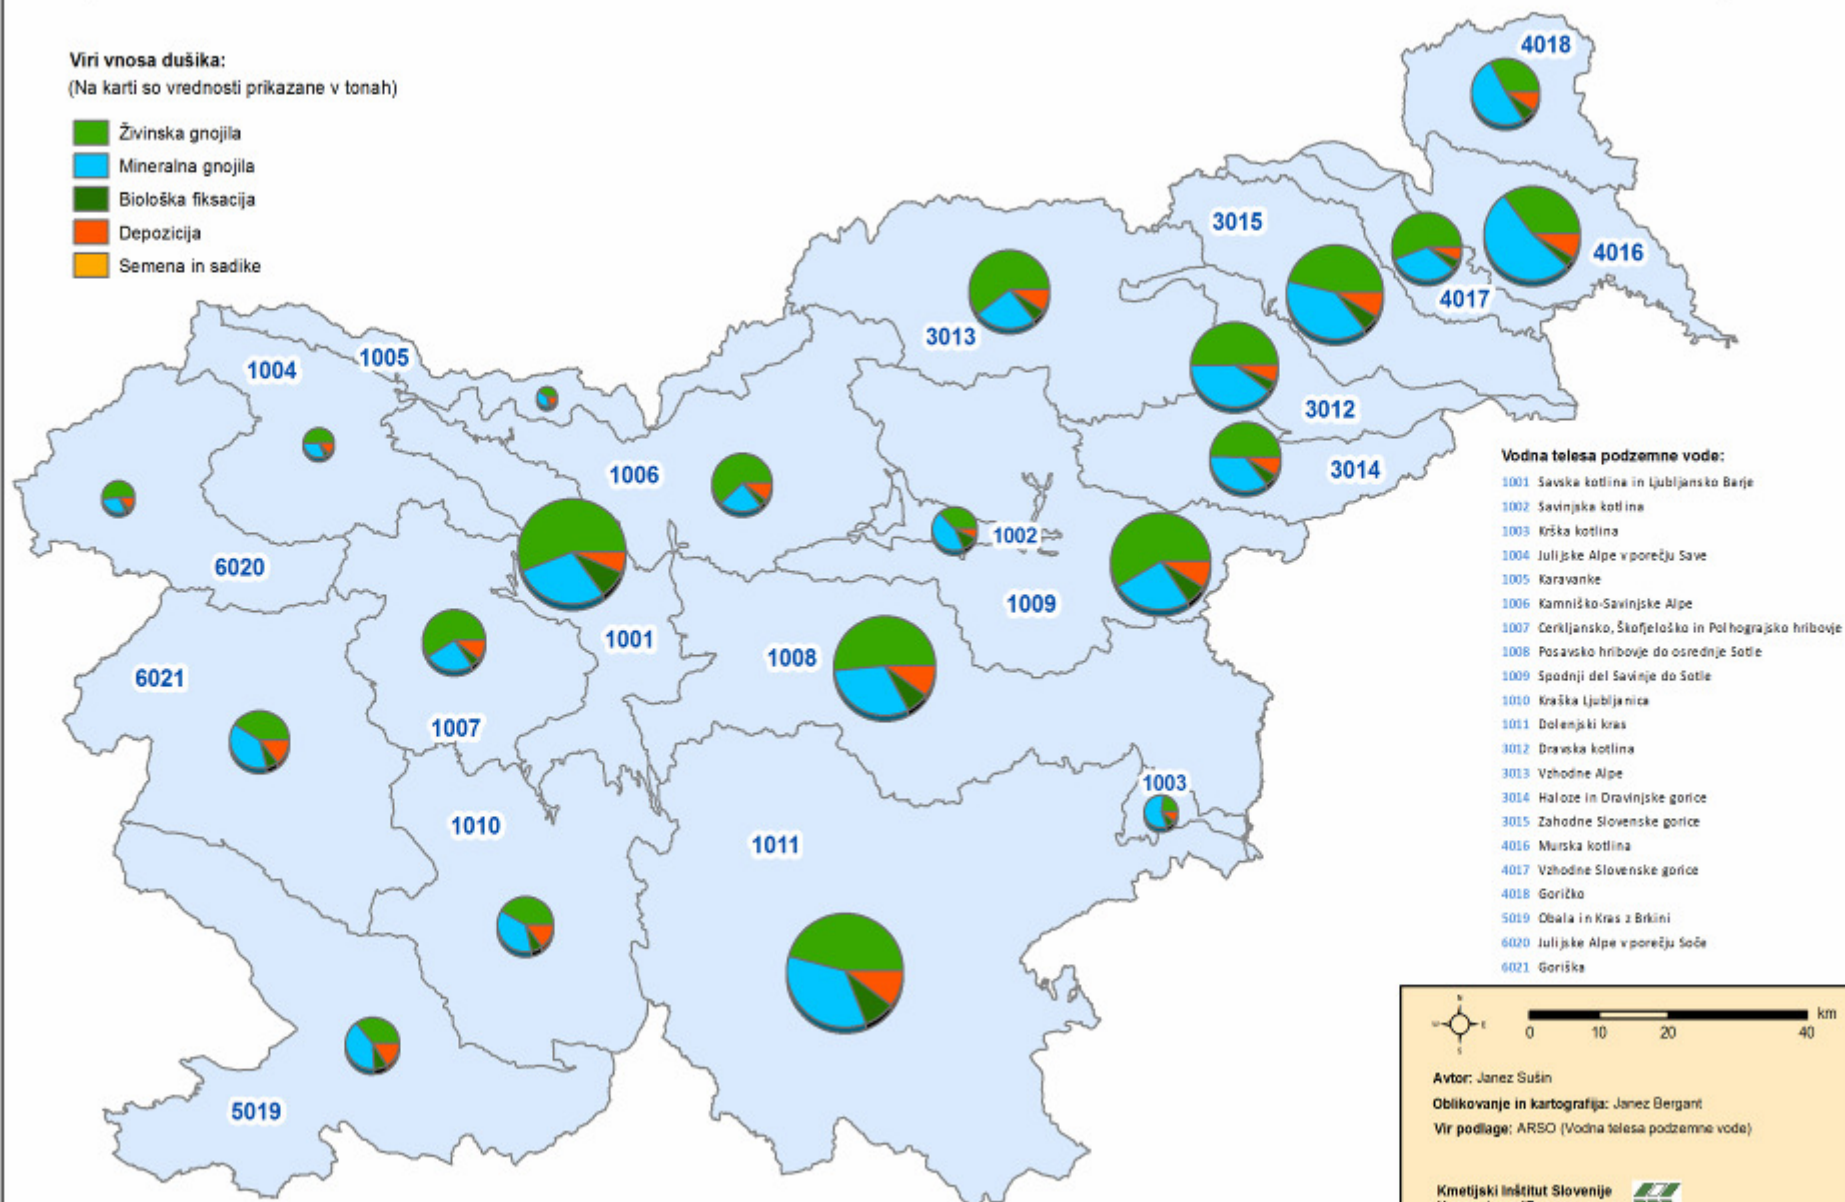 Viri vnosa dušika:
(Na karti so vrednosti prikazane v tonah)
Živinska gnojila
Mineralna gnojila
Biološka fiksacija
Depozicija
Semena in sadike
4018
3015
4016
4017
3013
1005
1004
3012
1006
3014
1002
6020
1009
1001
1008
6021
1007
1003
1010
1011
5019
Vodna telesa podzemne vode:
1001 Savska kotlina in Ljubljansko Barje
1002 Savinjska kotlina
1003 Krška kotlina
1004 Julijske Alpe v porečju Save
1005 Karavanke
1006 Kamniško-Savinjske Alpe
1007 Cerkljansko, Škofjeloško in Polhograjsko hribovje
1008 Posavsko hribovje do osrednje Sotle
1009 Spodnji del Savinje do Sotle
1010 Kraška Ljubljanica
1011 Dolenjski kras
3012 Dravska kotlina
3013 Vzhodne Alpe
3014 Haloze in Dravinjske gorice
3015 Zahodne Slovenske gorice
4016 Murska kotlina
4017 Vzhodne Slovenske gorice
4018 Goričko
5019 Obala in Kras z Brkini
6020 Julijske Alpe v porečju Soče
6021 Goriška
N
W E
S
km
0 10 20 40
Avtor: Janez Sušin
Oblikovanje in kartografija: Janez Bergant
Vir podlage: ARSO (Vodna telesa podzemne vode)
Kmetijski Inštitut Slovenije